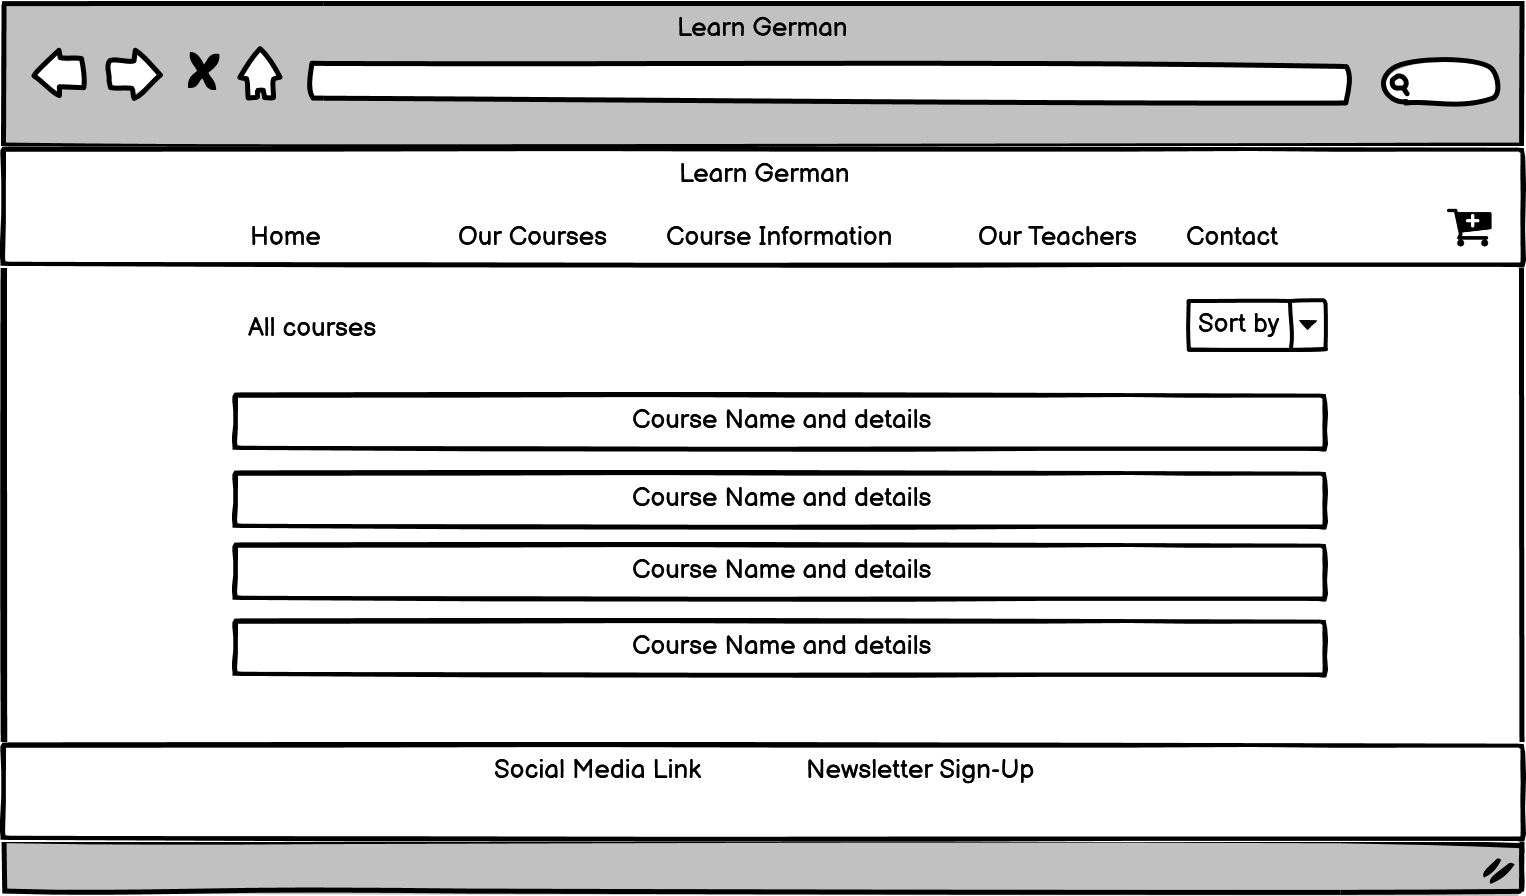 Learn German
Learn German
Home Our Courses Course Information Our Teachers Contact
All courses Sort by
Course Name and details
Course Name and details
Course Name and details
Course Name and details
Social Media Link Newsletter Sign-Up